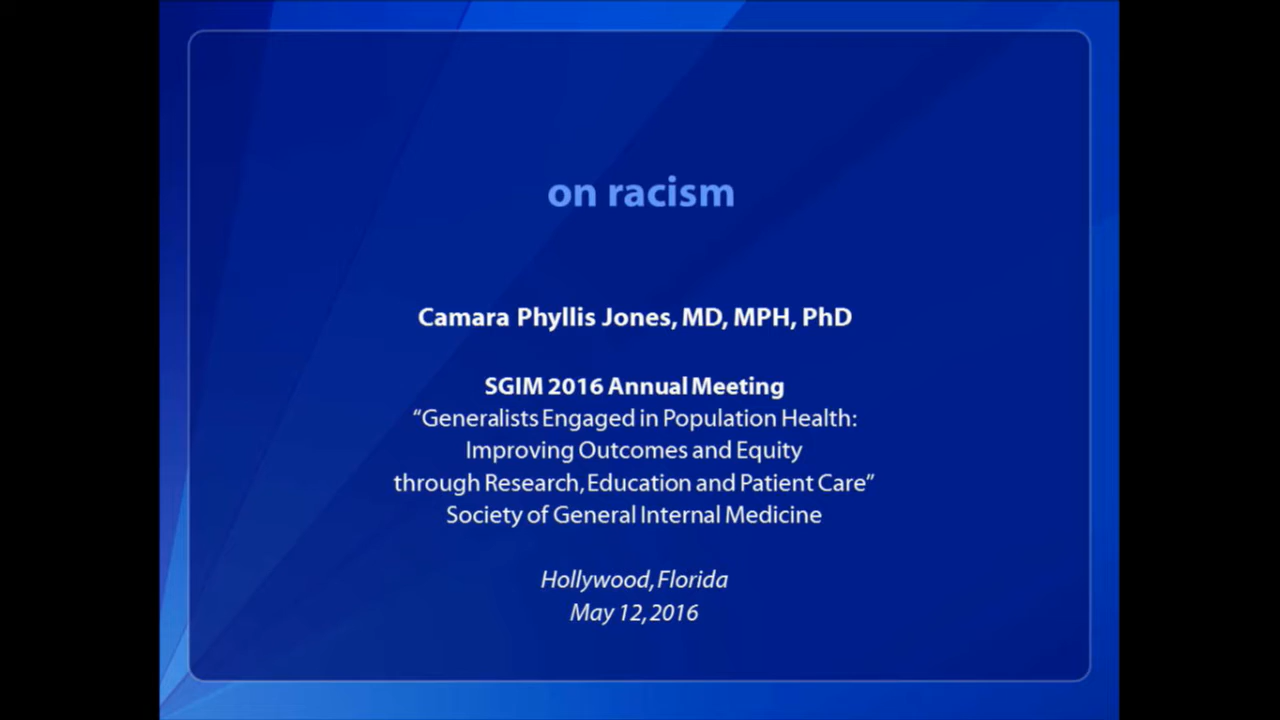 on racism
Camara Phyllis Jones, MD, MPH, PhD
SGIM 2016 Annual Meeting
“Generalists Engaged in Population Health:
Improving Outcomes and Equity
through Research, Education and Patient Care”
Society of General Internal Medicine
Hollywood, Florida
May 12, 2016